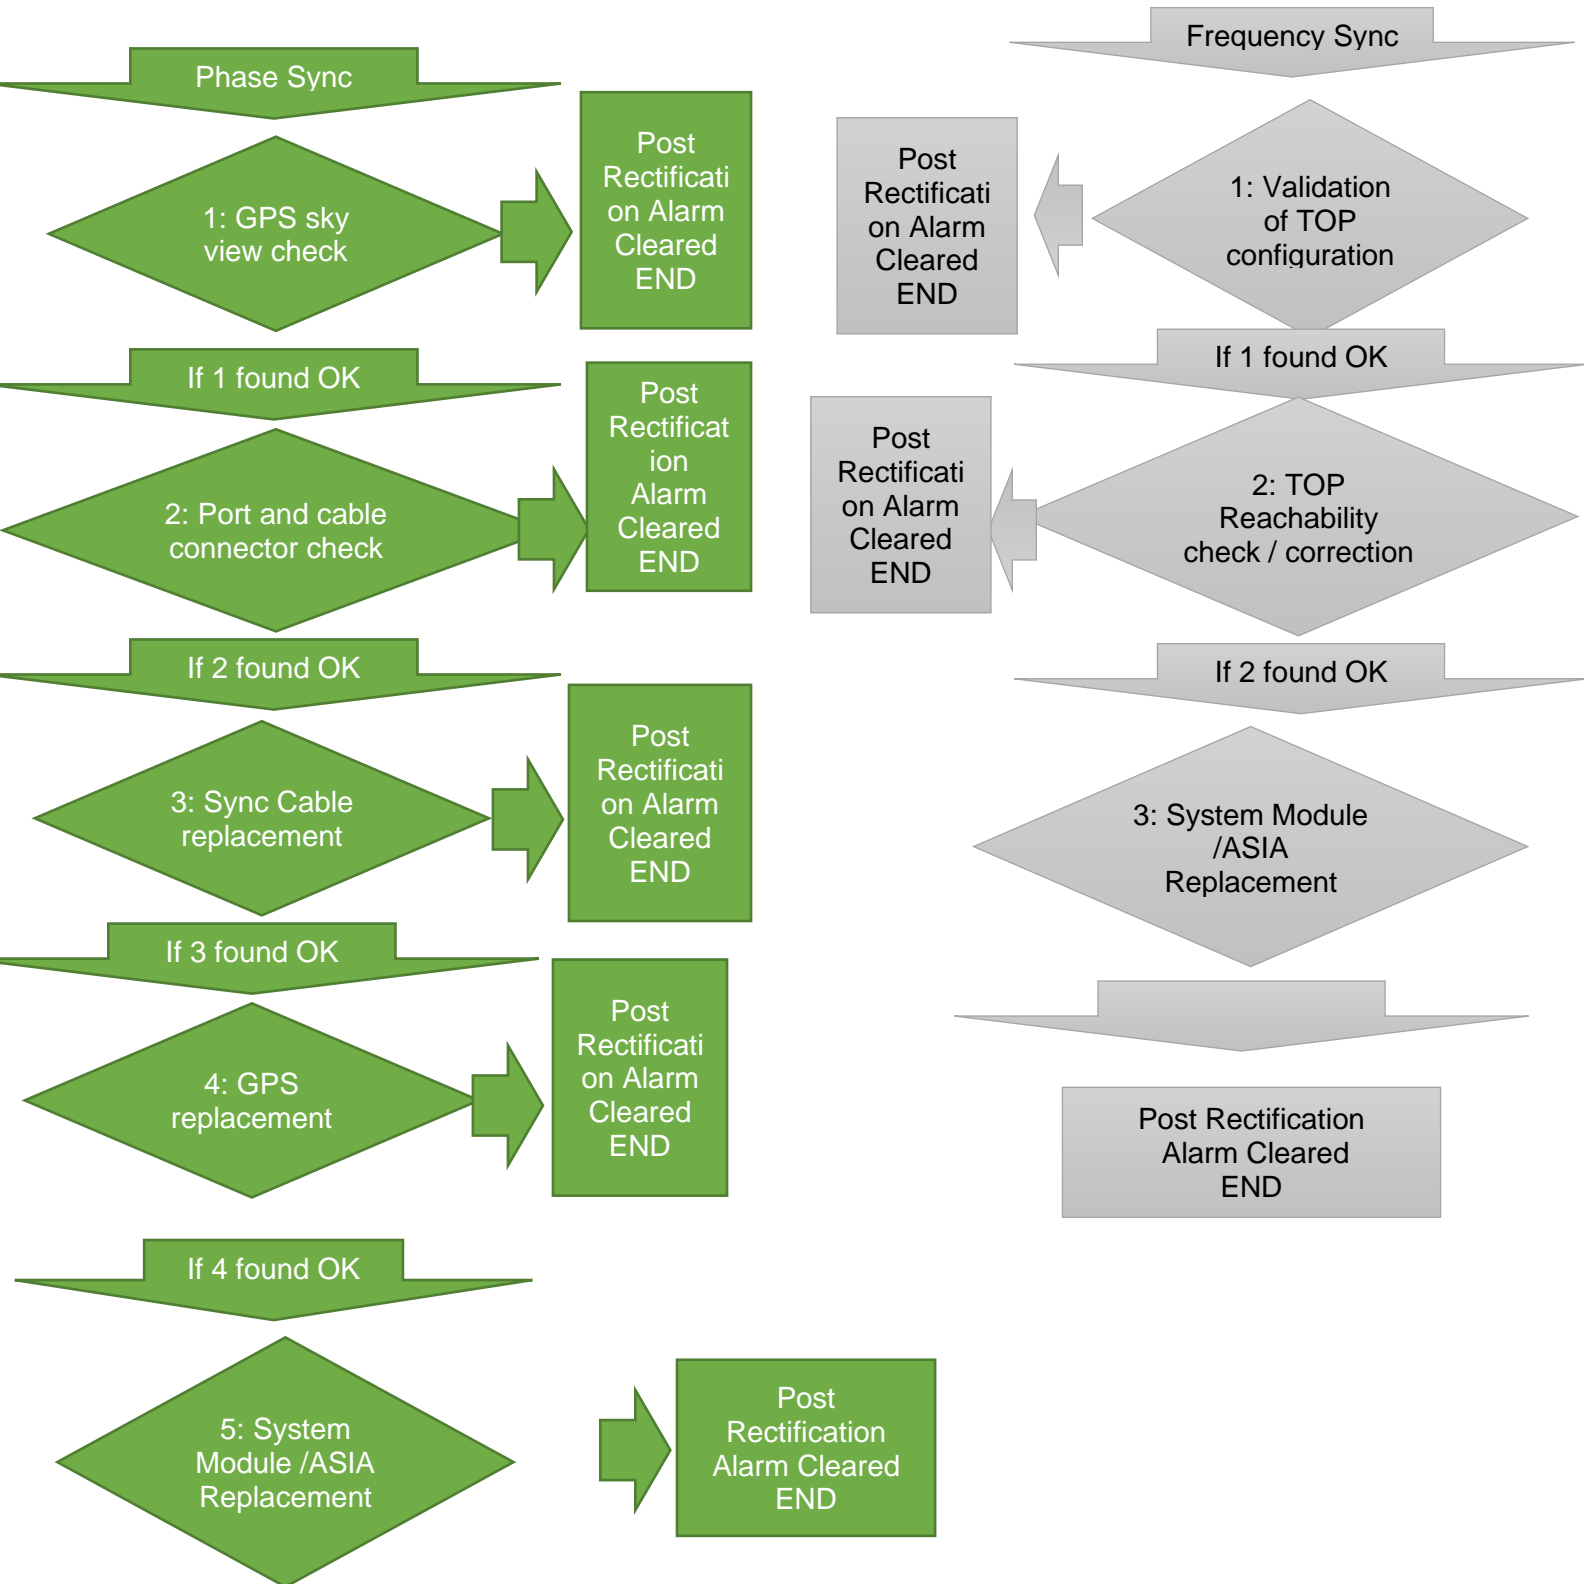 Phase Sync
1: GPS sky
view check
Post
Rectificati
on Alarm
Cleared
END
If 1 found OK
2: Port and cable
connector check
Post
Rectificat
ion
Alarm
Cleared
END
If 2 found OK
3: Sync Cable
replacement
Post
Rectificati
on Alarm
Cleared
END
If 3 found OK
4: GPS
replacement
Post
Rectificati
on Alarm
Cleared
END
If 4 found OK
5: System
Module /ASIA
Replacement
Post
Rectification
Alarm Cleared
END
Frequency Sync
1: Validation
of TOP
configuration
Post
Rectificati
on Alarm
Cleared
END
If 1 found OK
2: TOP
Reachability
check / correction
Post
Rectificati
on Alarm
Cleared
END
If 2 found OK
3: System Module
/ASIA
Replacement
Post Rectification
Alarm Cleared
END